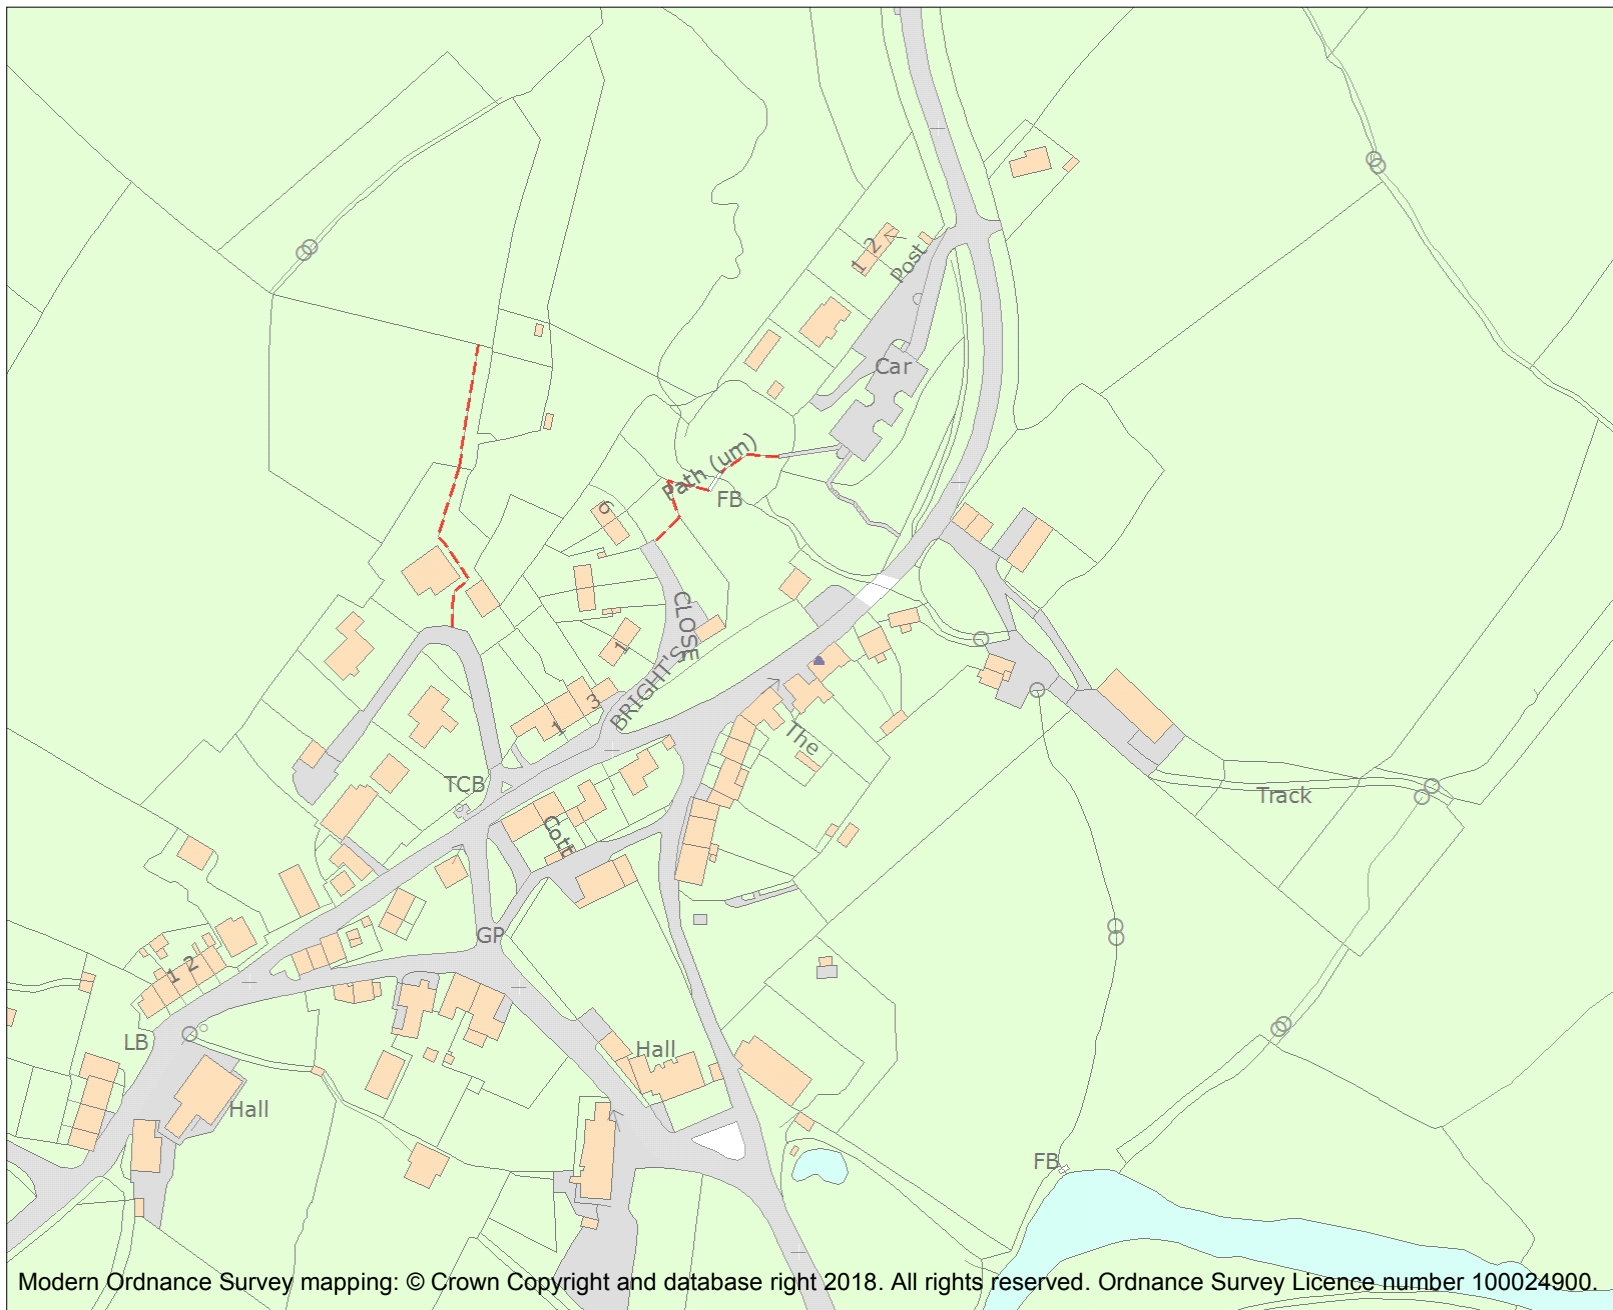 1 2
Post
Car
Path (um)
FB
6
CLOSE
1
BRIGHT'S
3
1
The
TCB
Cott
Track
GP
1 2
LB
Hall
Hall
FB
Modern Ordnance Survey mapping: © Crown Copyright and database right 2018. All rights reserved. Ordnance Survey Licence number 100024900.